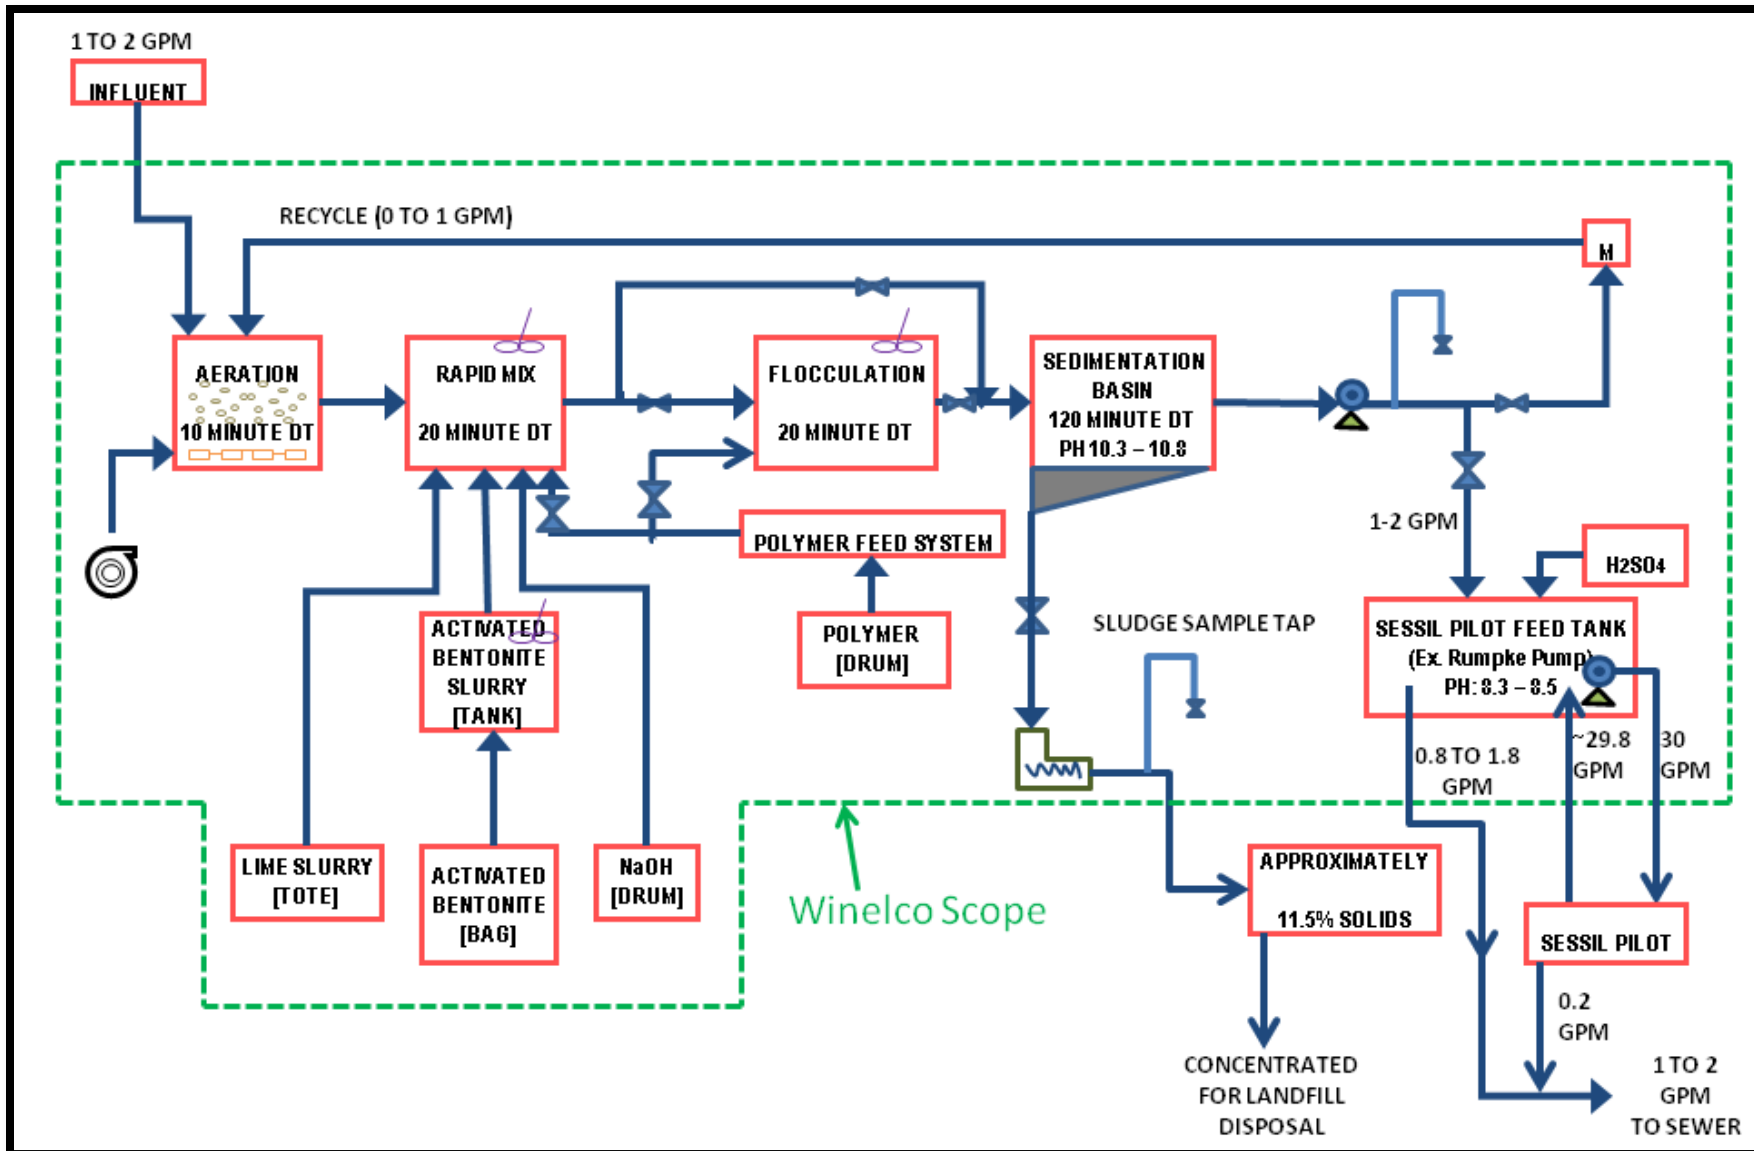 1 TO 2 GPM
INFLUENT
RECYCLE (0 TO 1 GPM)
M
AERATION
10 MINUTE DT
RAPID MIX
20 MINUTE DT
FLOCCULATION
20 MINUTE DT
SEDIMENTATION
BASIN
120 MINUTE DT
PH 10.3 – 10.8
1-2 GPM
POLYMER FEED SYSTEM
H2SO4
ACTIVATED
BENTONITE
SLURRY
[TANK]
POLYMER
[DRUM]
SLUDGE SAMPLE TAP
SESSIL PILOT FEED TANK
(Ex. Rumpke Pump)
PH: 8.3 – 8.5
0.8 TO 1.8
GPM
~29.8
GPM
30
GPM
LIME SLURRY
[TOTE]
ACTIVATED
BENTONITE
[BAG]
NaOH
[DRUM]
Winelco Scope
APPROXIMATELY
11.5% SOLIDS
SESSIL PILOT
0.2
GPM
CONCENTRATED
FOR LANDFILL
DISPOSAL
1 TO 2
GPM
TO SEWER